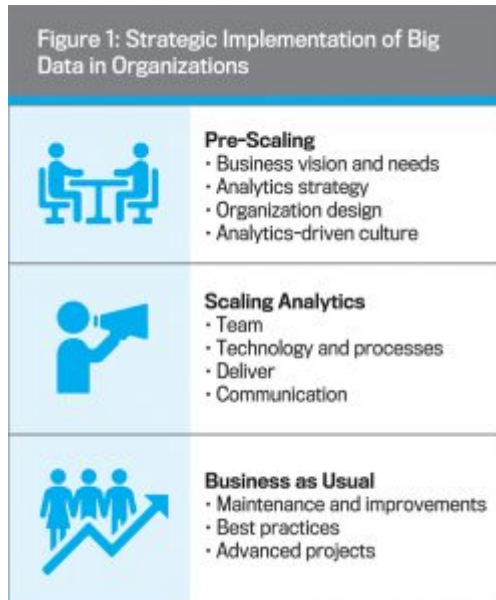 Figure 1: Strategic Implementation of Big
Data in Organizations
Pre-Scaling
· Business vision and needs
· Analytics strategy
· Organization design
· Analytics-driven culture
Scaling Analytics
· Team
· Technology and processes
· Deliver
· Communication
Business as Usual
· Maintenance and improvements
· Best practices
· Advanced projects